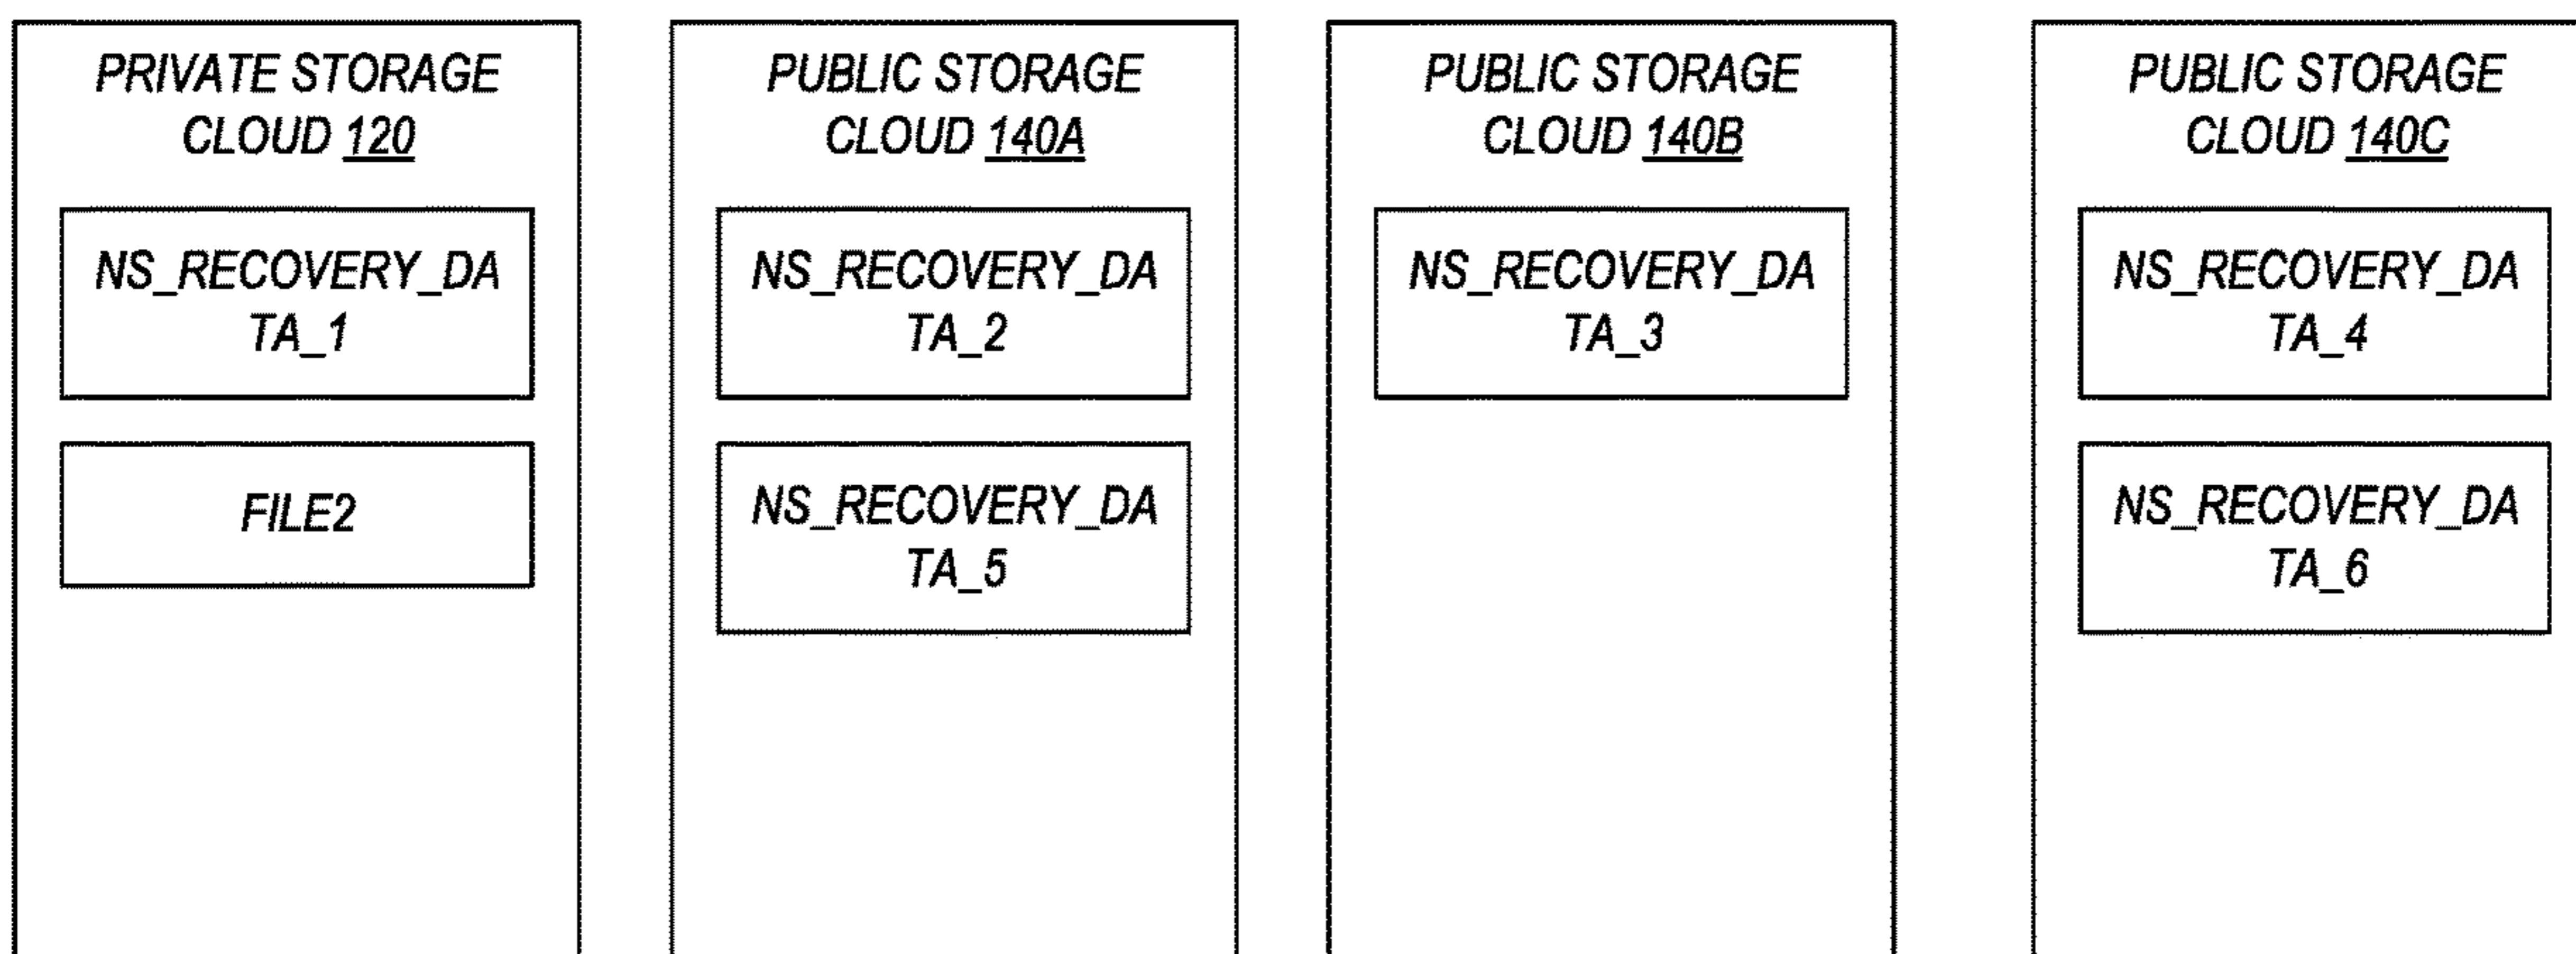 PRIVATE STORAGE
CLOUD 120
NS_RECOVERY_DA
TA_1
FILE2
PUBLIC STORAGE
CLOUD 140A
NS_RECOVERY_DA
TA_2
NS_RECOVERY_DA
TA_5
PUBLIC STORAGE
CLOUD 140B
NS_RECOVERY_DA
TA_3
PUBLIC STORAGE
CLOUD 140C
NS_RECOVERY_DA
TA_4
NS_RECOVERY_DA
TA_6